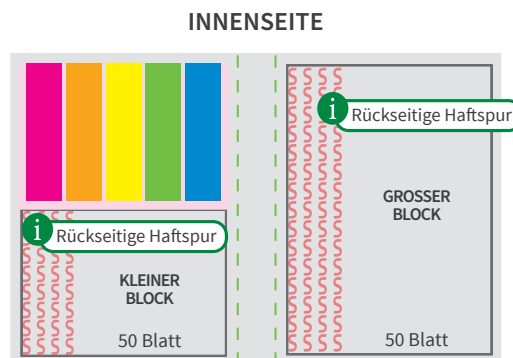 INNENSEITE
i Rückseitige Haftspur
KLEINER
BLOCK
50 Blatt
i Rückseitige Haftspur
GROSSER
BLOCK
50 Blatt